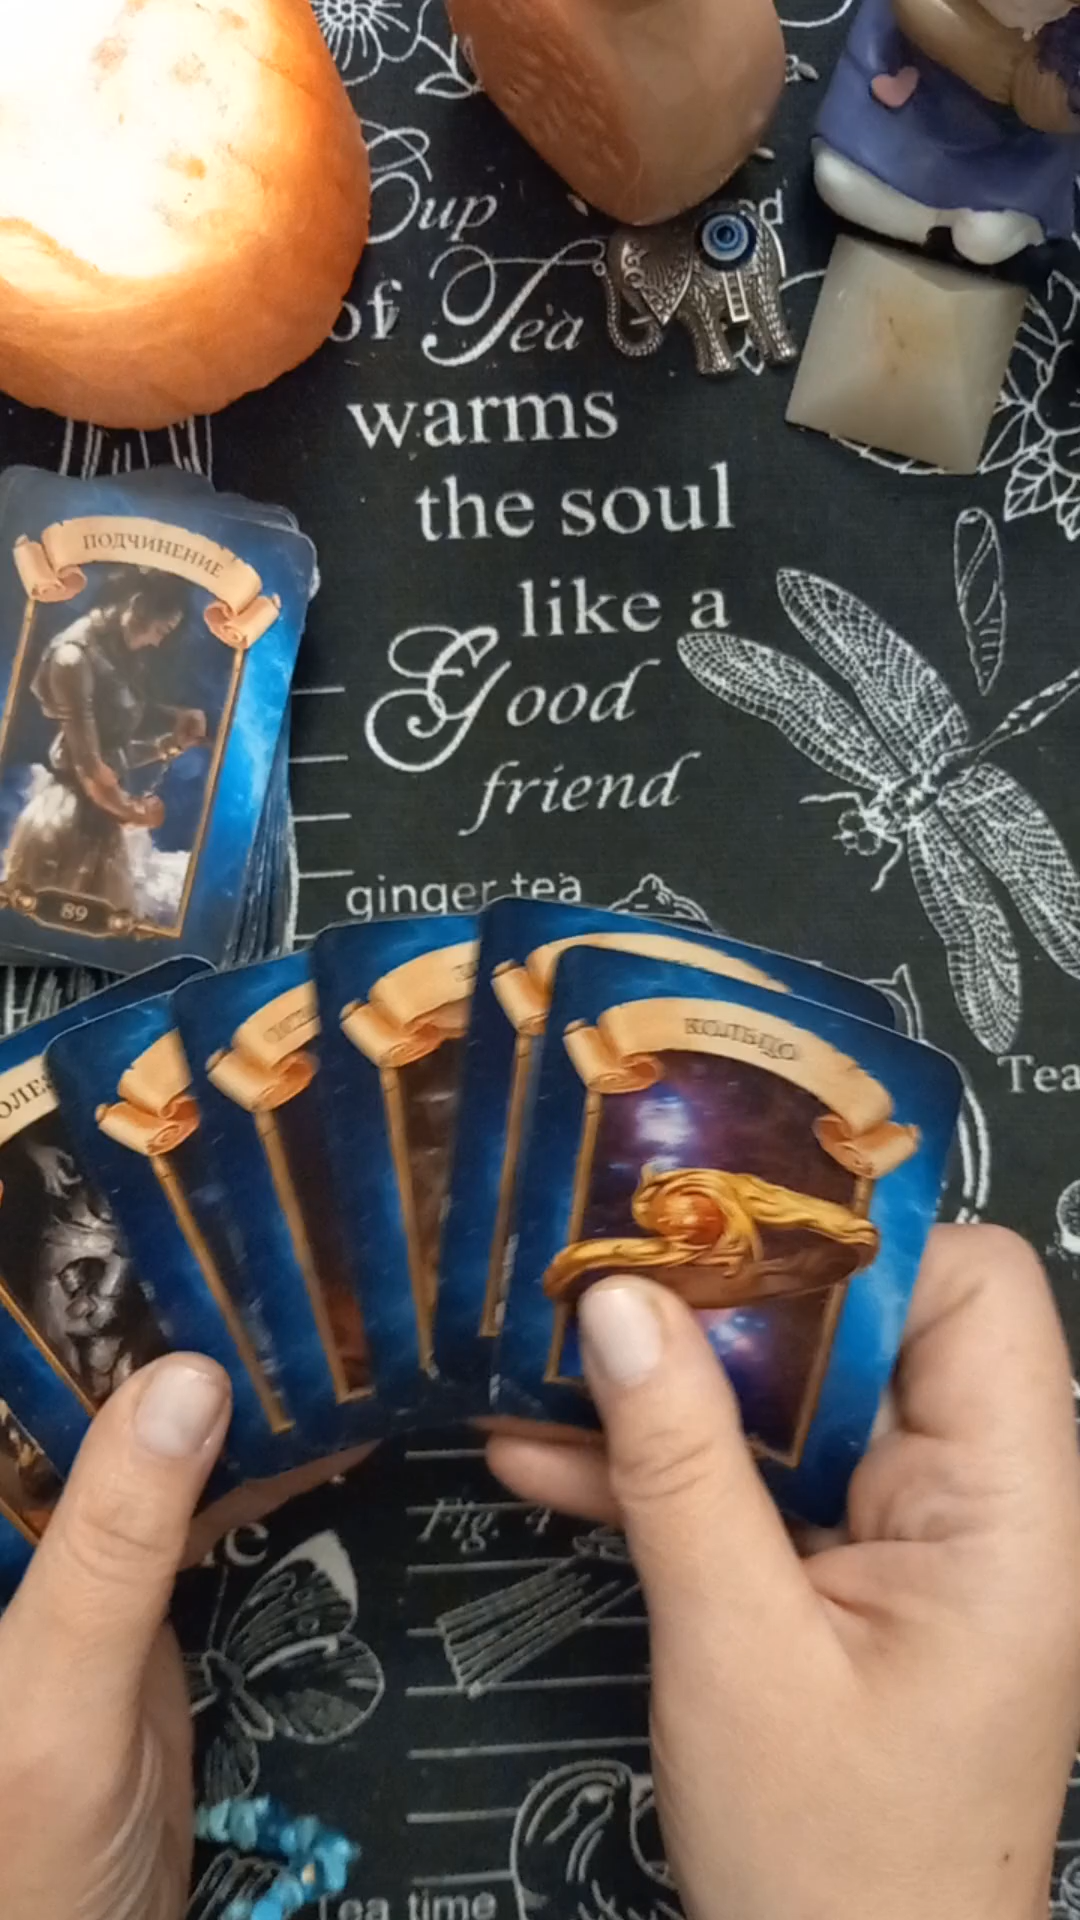 Cup
of Tea
warms
the soul
like a
Good
friend
ginger tea
ПОДЧИНЕНИЕ
89
КОЛЬЦО
Tea
Fig. 4
Tea time